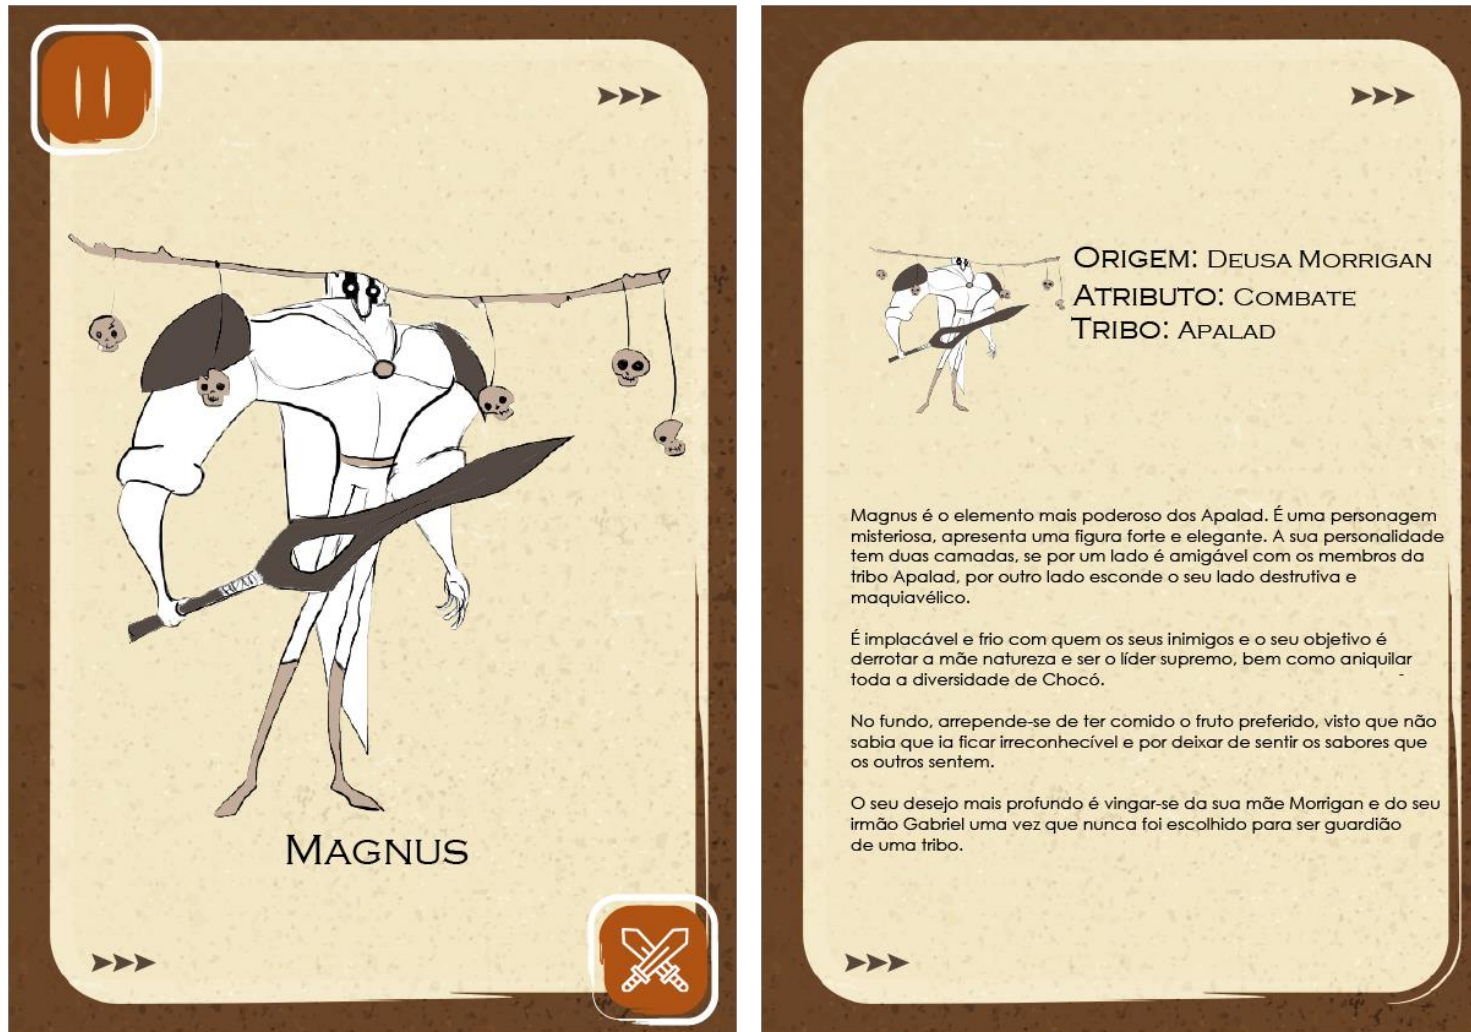 MAGNUS
ORIGEM: DEUSA MORRIGAN
ATRIBUTO: COMBATE
TRIBO: APALAD
Magnus é o elemento mais poderoso dos Apalad. É uma personagem
misteriosa, apresenta uma figura forte e elegante. A sua personalidade
tem duas camadas, se por um lado é amigável com os membros da
tribo Apalad, por outro lado esconde o seu lado destrutiva e
maquiavélico.
É implacável e frio com quem os seus inimigos e o seu objetivo é
derrotar a mãe natureza e ser o líder supremo, bem como aniquilar
toda a diversidade de Chocó.
No fundo, arrepende-se de ter comido o fruto preferido, visto que não
sabia que ia ficar irreconhecível e por deixar de sentir os sabores que
os outros sentem.
O seu desejo mais profundo é vingar-se da sua mãe Morrigan e do seu
irmão Gabriel uma vez que nunca foi escolhido para ser guardião
de uma tribo.